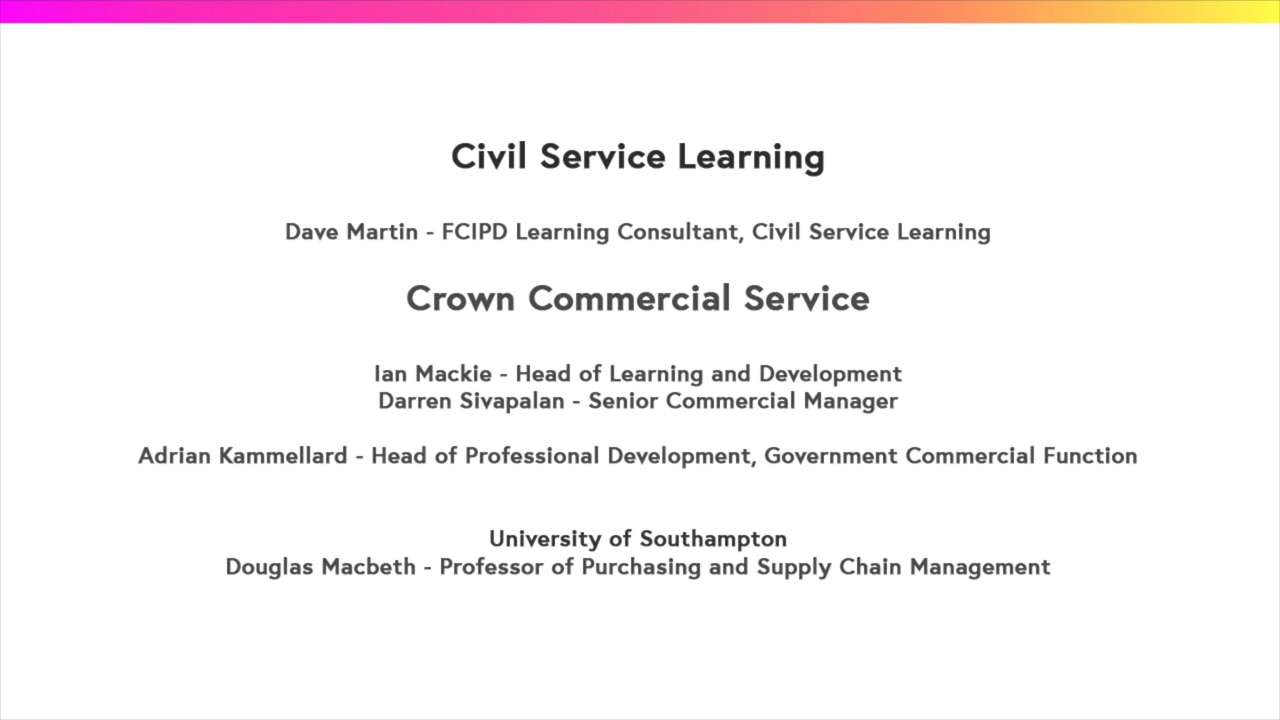 Civil Service Learning
Dave Martin - FCIPD Learning Consultant, Civil Service Learning
Crown Commercial Service
Ian Mackie - Head of Learning and Development
Darren Sivapalan - Senior Commercial Manager
Adrian Kammellard - Head of Professional Development, Government Commercial Function
University of Southampton
Douglas Macbeth - Professor of Purchasing and Supply Chain Management